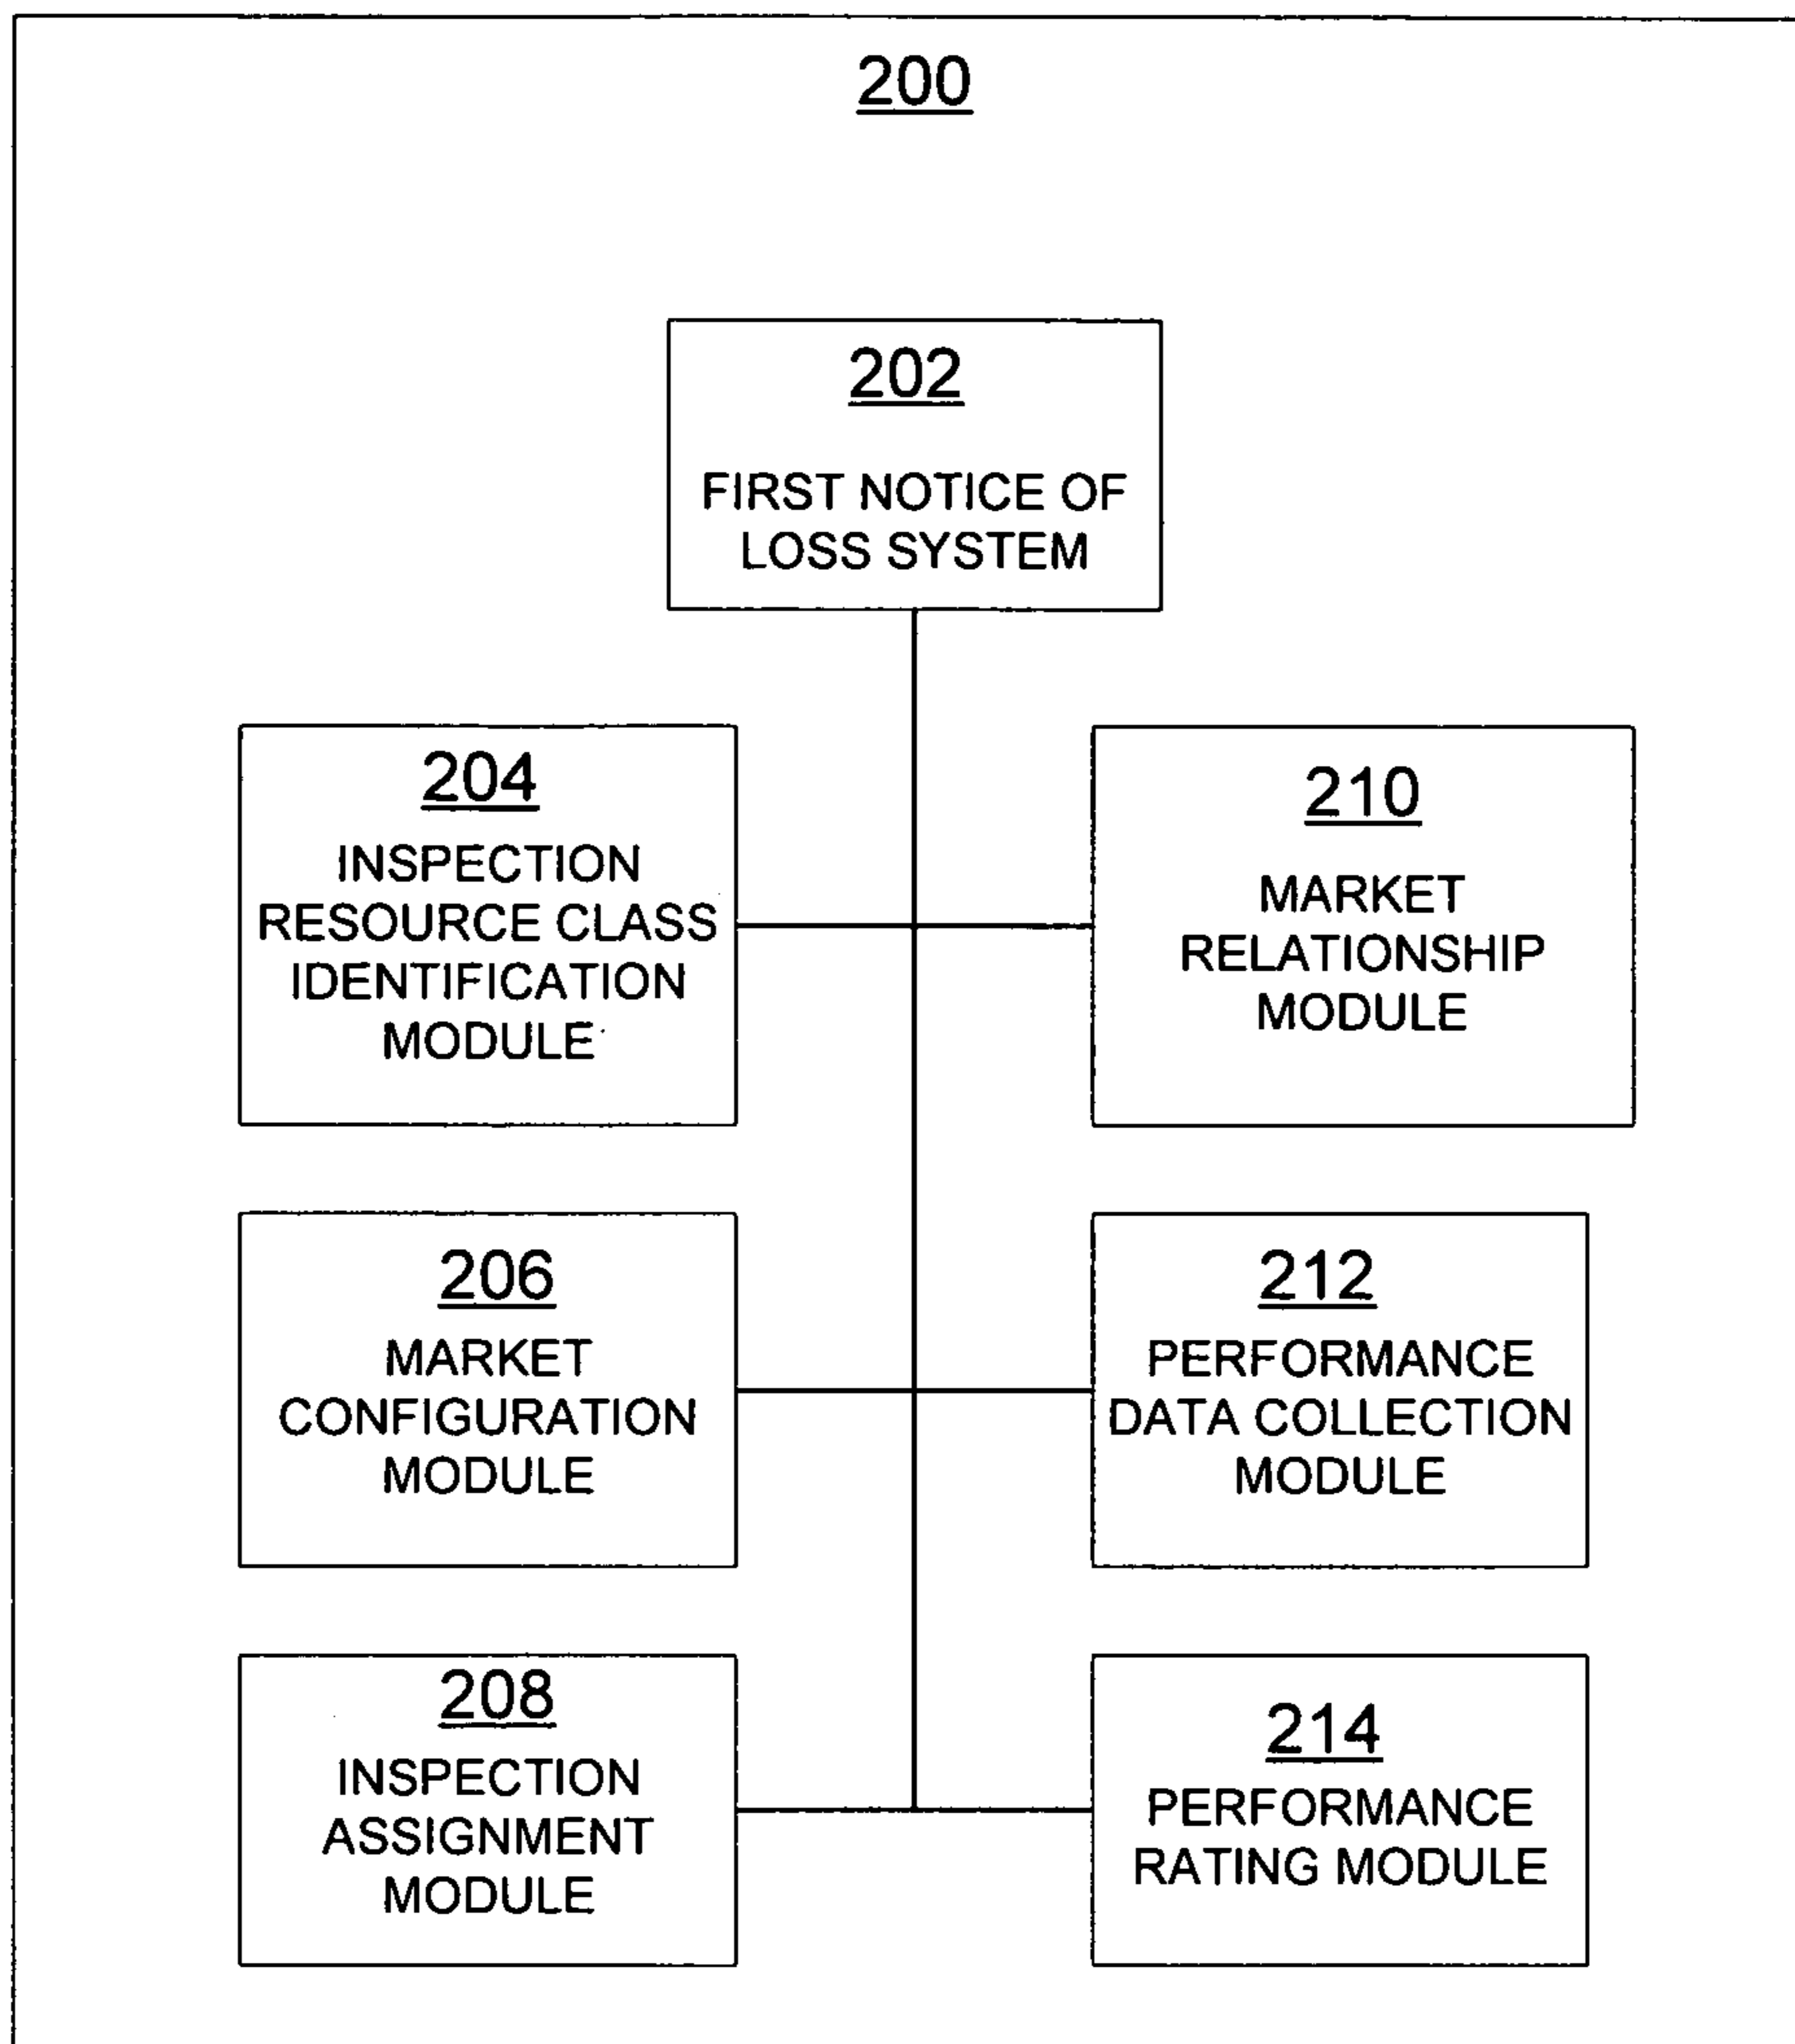 200
202
FIRST NOTICE OF
LOSS SYSTEM
204
INSPECTION
RESOURCE CLASS
IDENTIFICATION
MODULE
210
MARKET
RELATIONSHIP
MODULE
206
MARKET
CONFIGURATION
MODULE
212
PERFORMANCE
DATA COLLECTION
MODULE
208
INSPECTION
ASSIGNMENT
MODULE
214
PERFORMANCE
RATING MODULE